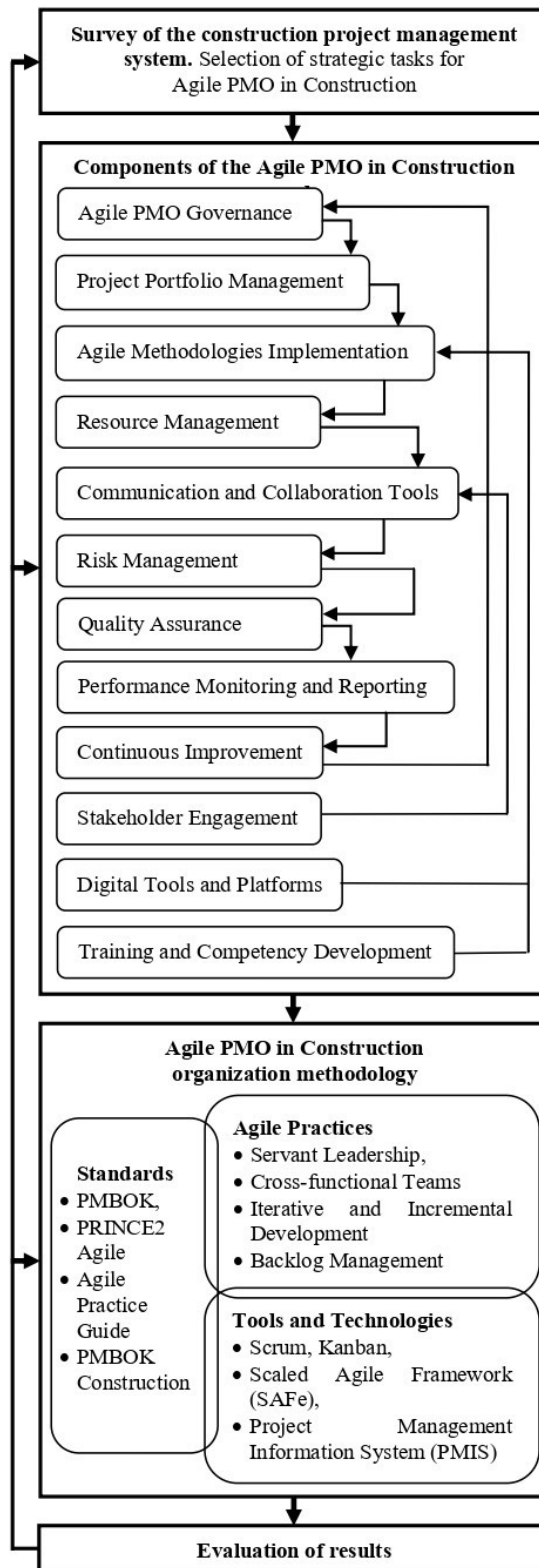 Survey of the construction project management
system. Selection of strategic tasks for
Agile PMO in Construction
Components of the Agile PMO in Construction
Agile PMO Governance
Project Portfolio Management
Agile Methodologies Implementation
Resource Management
Communication and Collaboration Tools
Risk Management
Quality Assurance
Performance Monitoring and Reporting
Continuous Improvement
Stakeholder Engagement
Digital Tools and Platforms
Training and Competency Development
Agile PMO in Construction
organization methodology
Standards
• PMBOK,
• PRINCE2
Agile
• Agile
Practice
Guide
• PMBOK
Construction
Agile Practices
• Servant Leadership,
• Cross-functional Teams
• Iterative and Incremental
Development
• Backlog Management
Tools and Technologies
• Scrum, Kanban,
• Scaled Agile Framework
(SAFe),
• Project Management
Information System (PMIS)
Evaluation of results